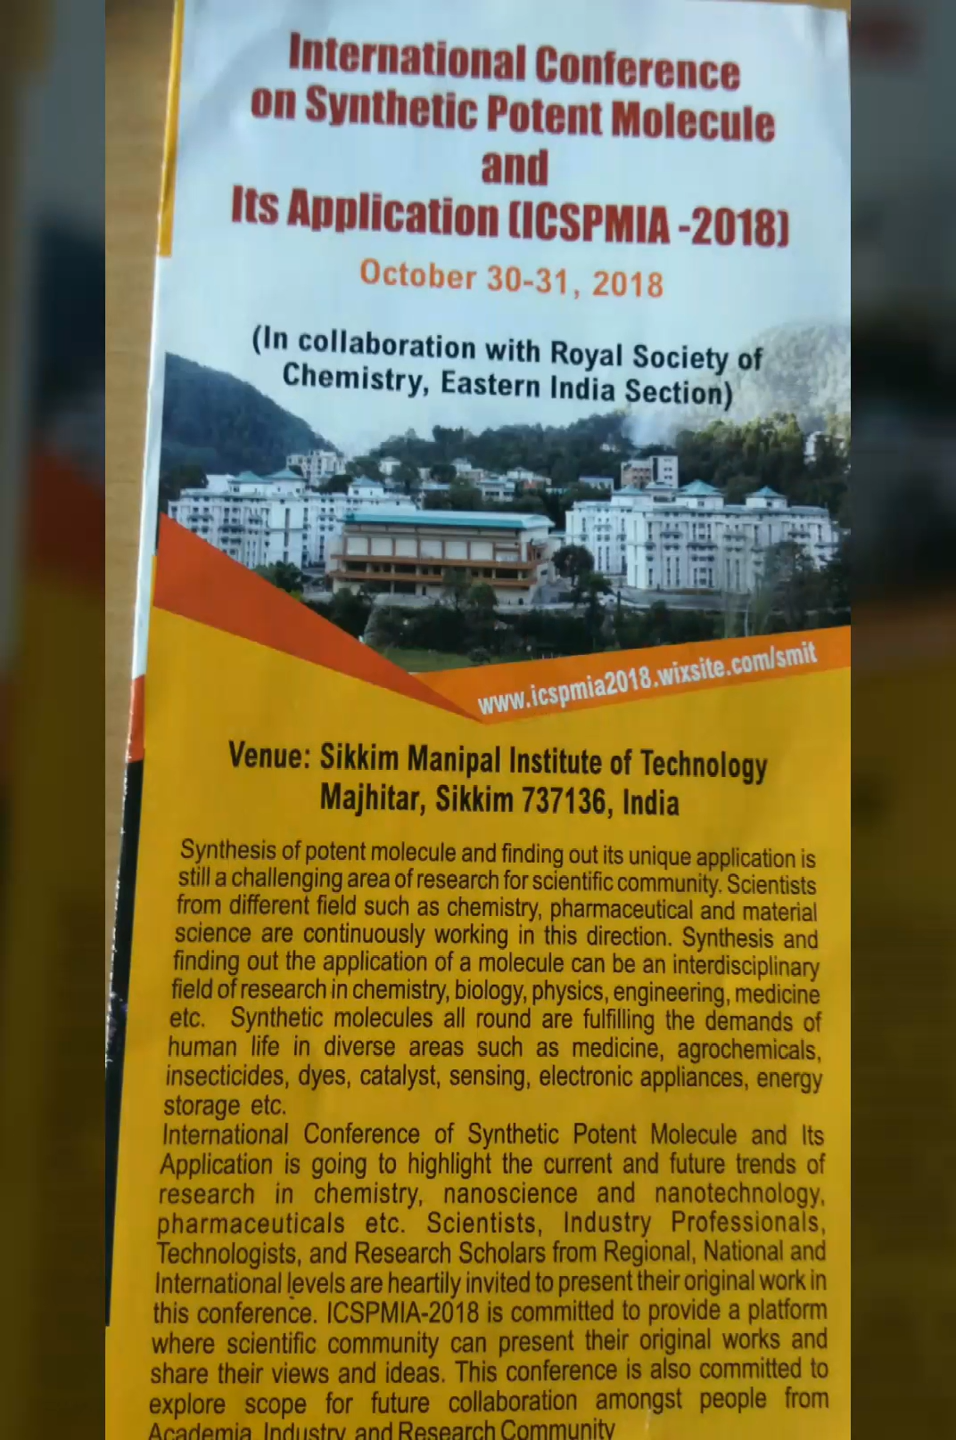 International Conference
on Synthetic Potent Molecule
and
Its Application (ICSPMIA -2018)
October 30-31, 2018
(In collaboration with Royal Society of
Chemistry, Eastern India Section)
www.icspmia2018.wixsite.com/smit
Venue: Sikkim Manipal Institute of Technology
Majhitar, Sikkim 737136, India
Synthesis of potent molecule and finding out its unique application is
still a challenging area of research for scientific community. Scientists
from different field such as chemistry, pharmaceutical and material
science are continuously working in this direction. Synthesis and
finding out the application of a molecule can be an interdisciplinary
field of research in chemistry, biology, physics, engineering, medicine
etc. Synthetic molecules all round are fulfilling the demands of
human life in diverse areas such as medicine, agrochemicals,
insecticides, dyes, catalyst, sensing, electronic appliances, energy
storage etc.
International Conference of Synthetic Potent Molecule and Its
Application is going to highlight the current and future trends of
research in chemistry, nanoscience and nanotechnology,
pharmaceuticals etc. Scientists, Industry Professionals,
Technologists, and Research Scholars from Regional, National and
International levels are heartily invited to present their original work in
this conference. ICSPMIA-2018 is committed to provide a platform
where scientific community can present their original works and
share their views and ideas. This conference is also committed to
explore scope for future collaboration amongst people from
Academia, Industry, and Research Community